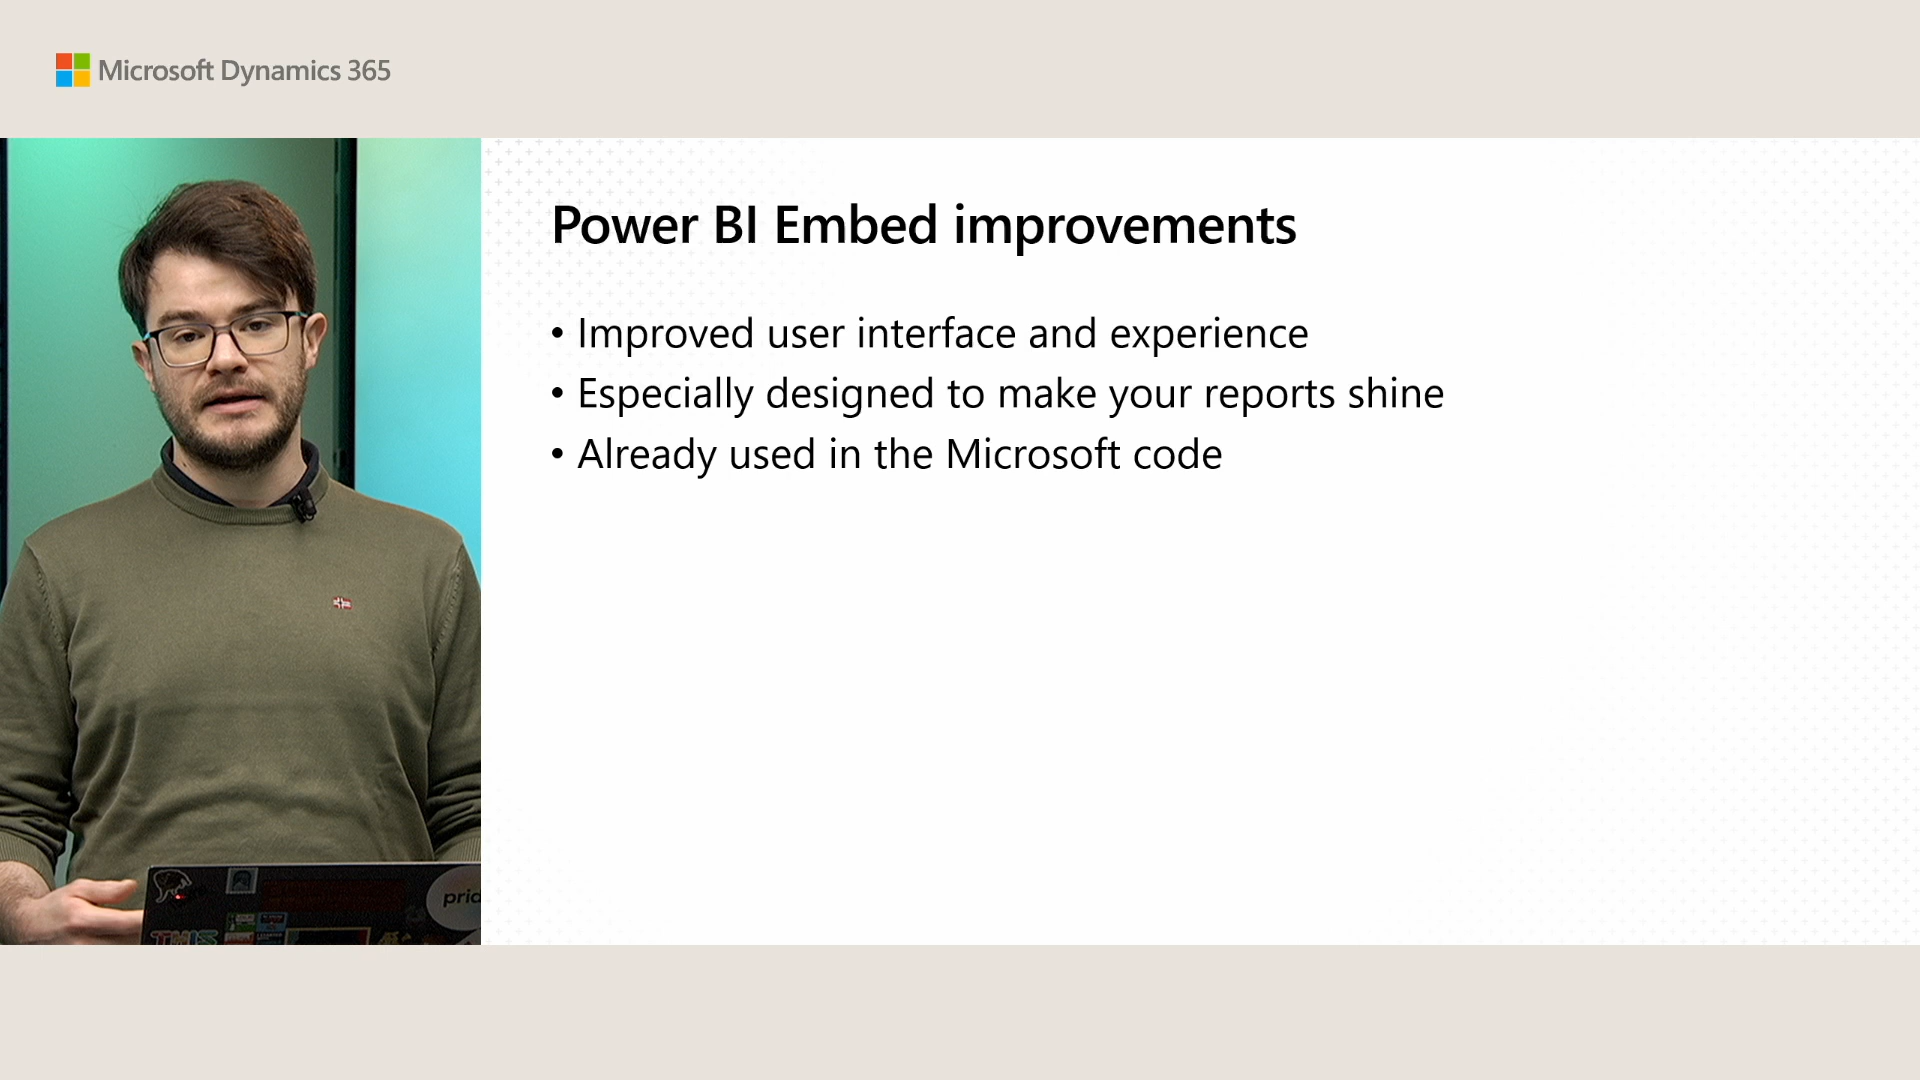 Microsoft Dynamics 365
Power BI Embed improvements
• Improved user interface and experience
• Especially designed to make your reports shine
• Already used in the Microsoft code
THIS